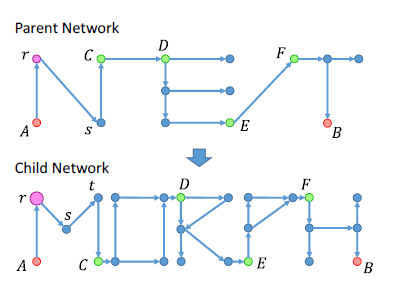 Parent Network
r C D F
A s E B
Child Network
r s t D F
A C E B